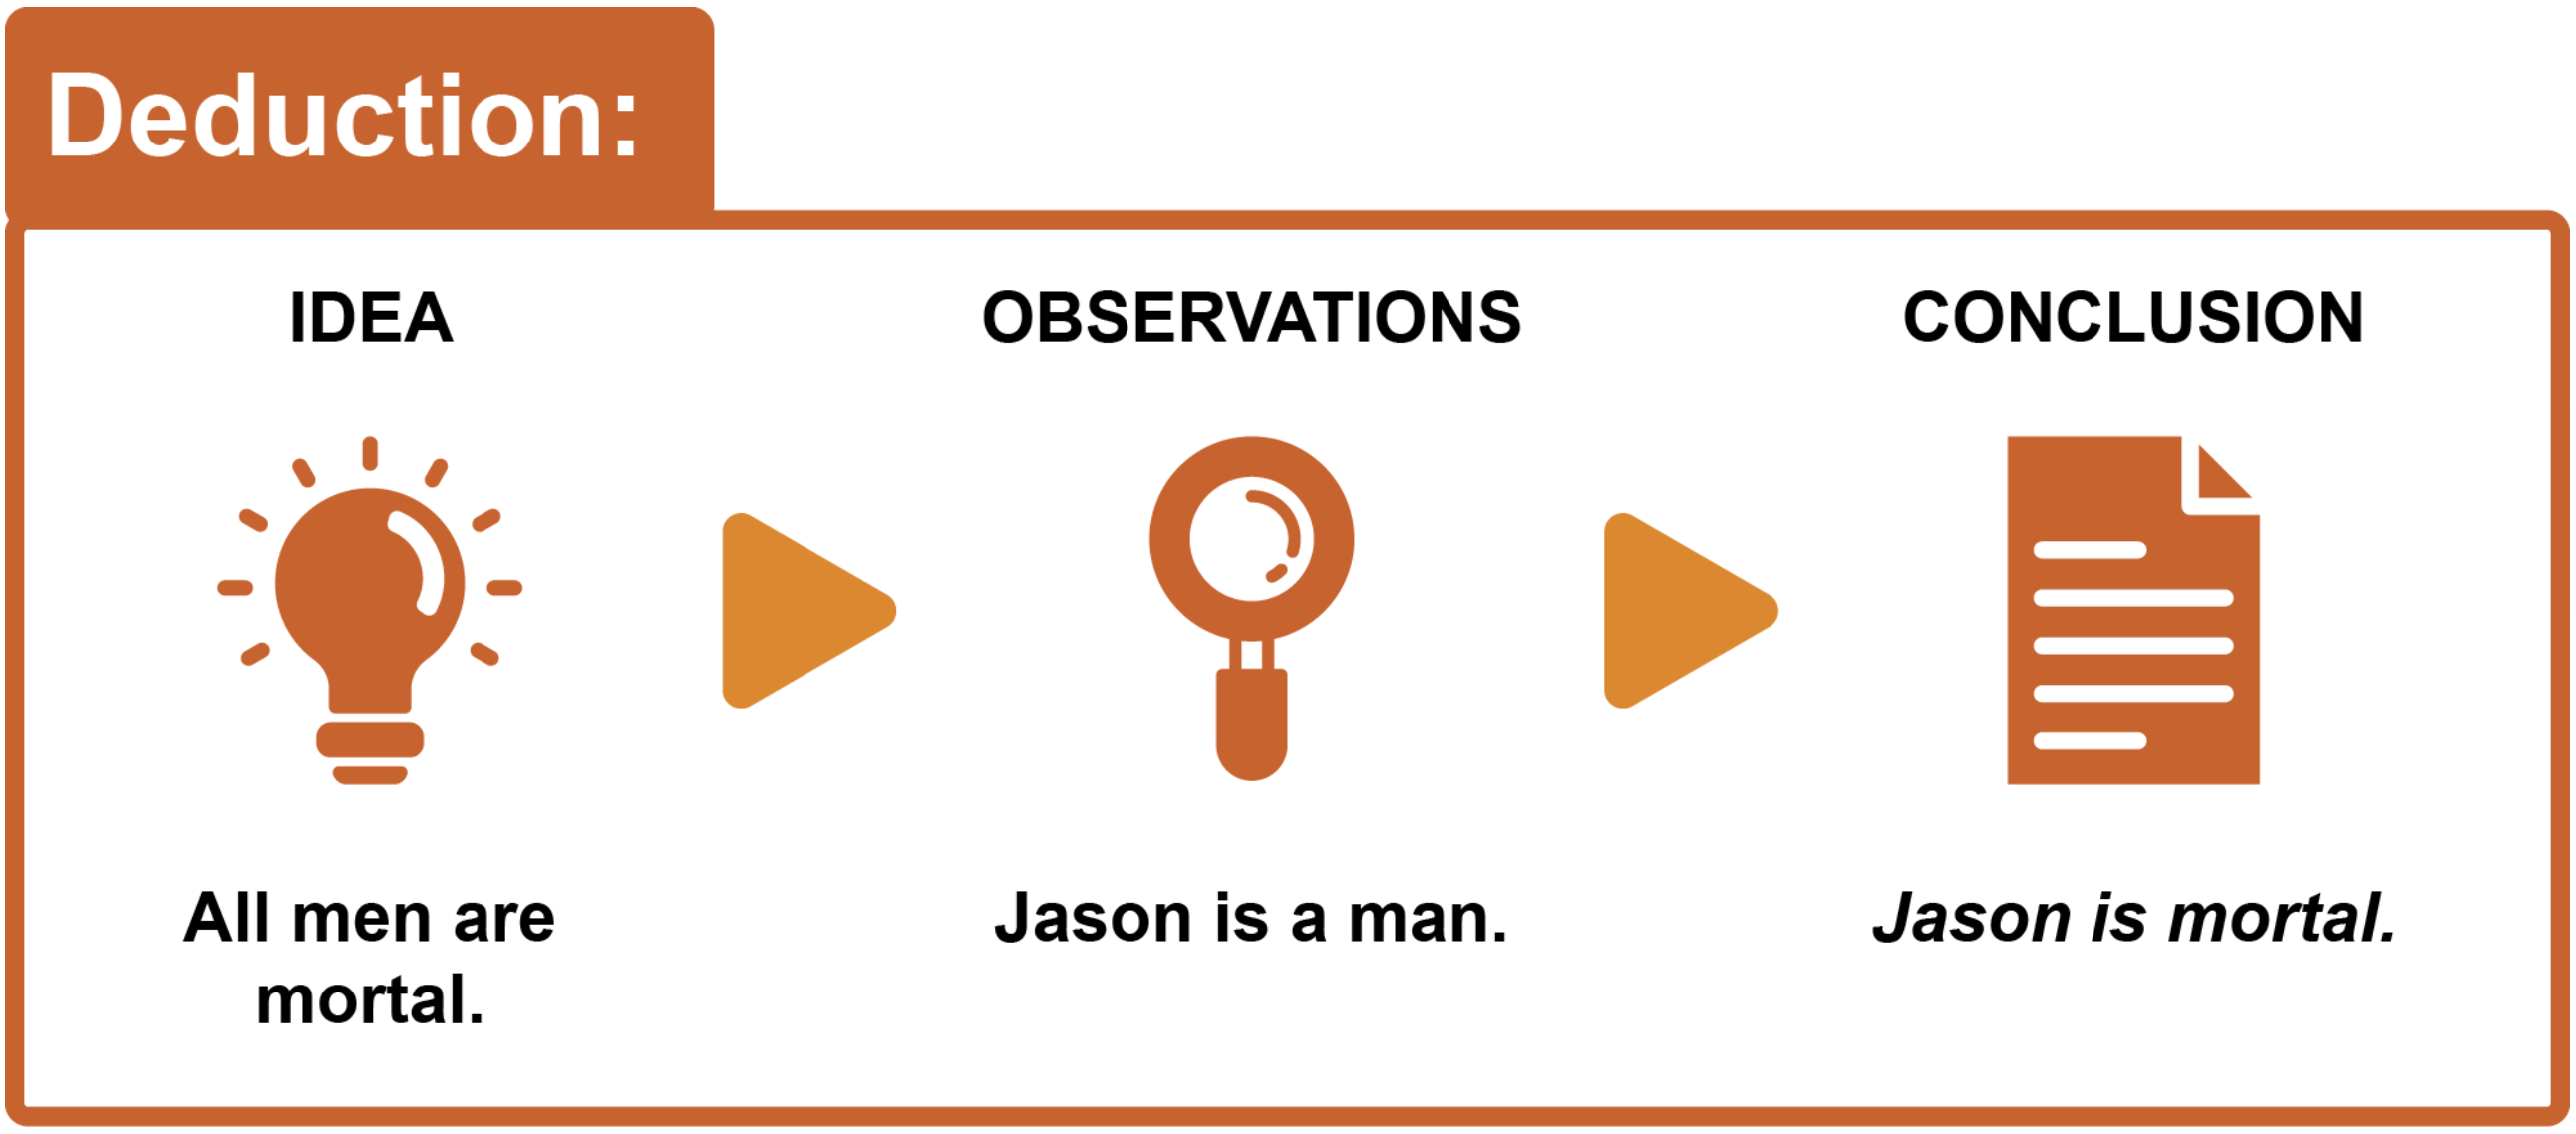 Deduction:
IDEA
OBSERVATIONS
CONCLUSION
All men are
mortal.
Jason is a man.
Jason is mortal.